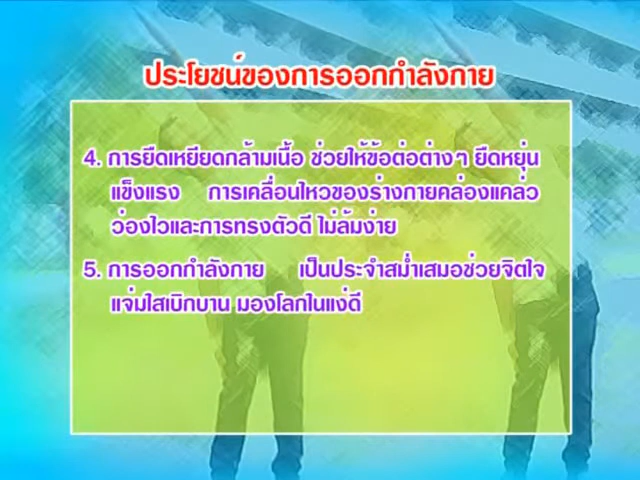 ประโยชน์ของการออกกำลังกาย
4. การยืดเหยียดกล้ามเนื้อ ช่วยให้ข้อต่อต่างๆ ยืดหยุ่น
แข็งแรง การเคลื่อนไหวของร่างกายคล่องแคล่ว
ว่องไวและการทรงตัวดี ไม่ล้มง่าย
5. การออกกำลังกาย เป็นประจำสม่ำเสมอช่วยจิตใจ
แจ่มใสเบิกบาน มองโลกในแง่ดี